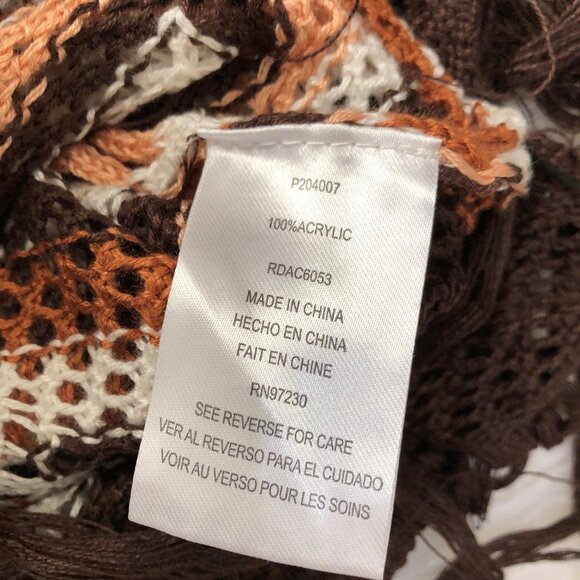 P204007
100%ACRYLIC
RDAC6053
MADE IN CHINA
HECHO EN CHINA
FAIT EN CHINE
RN97230
SEE REVERSE FOR CARE
VER AL REVERSO PARA EL CUIDADO
VOIR AU VERSO POUR LES SOINS